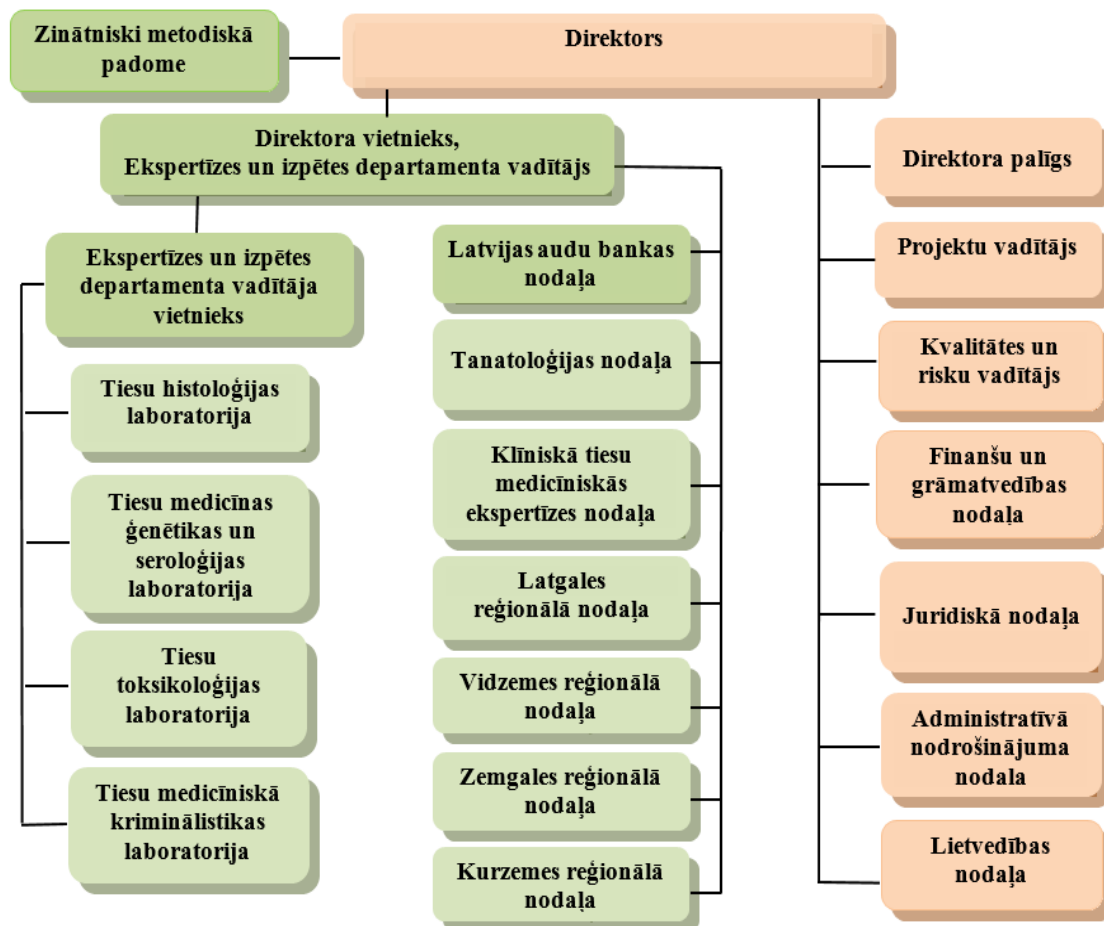 Zinātniski metodiskā
padome
Direktors
Direktora vietnieks,
Ekspertīzes un izpētes departamenta vadītājs
Ekspertīzes un izpētes
departamenta vadītāja
vietnieks
Tiesu histoloģijas
laboratorija
Tiesu medicīnas
ģenētikas un
seroloģijas
laboratorija
Tiesu
toksikoloģijas
laboratorija
Tiesu medicīniskā
kriminālistikas
laboratorija
Latvijas audu bankas
nodaļa
Tanatoloģijas nodaļa
Klīniskā tiesu
medicīniskās
ekspertīzes nodaļa
Latgales
reģionālā nodaļa
Vidzemes reģionālā
nodaļa
Zemgales reģionālā
nodaļa
Kurzemes reģionālā
nodaļa
Direktora palīgs
Projektu vadītājs
Kvalitātes un
risku vadītājs
Finanšu un
grāmatvedības
nodaļa
Juridiskā nodaļa
Administratīvā
nodrošinājuma
nodala
Lietvedības
nodaļa